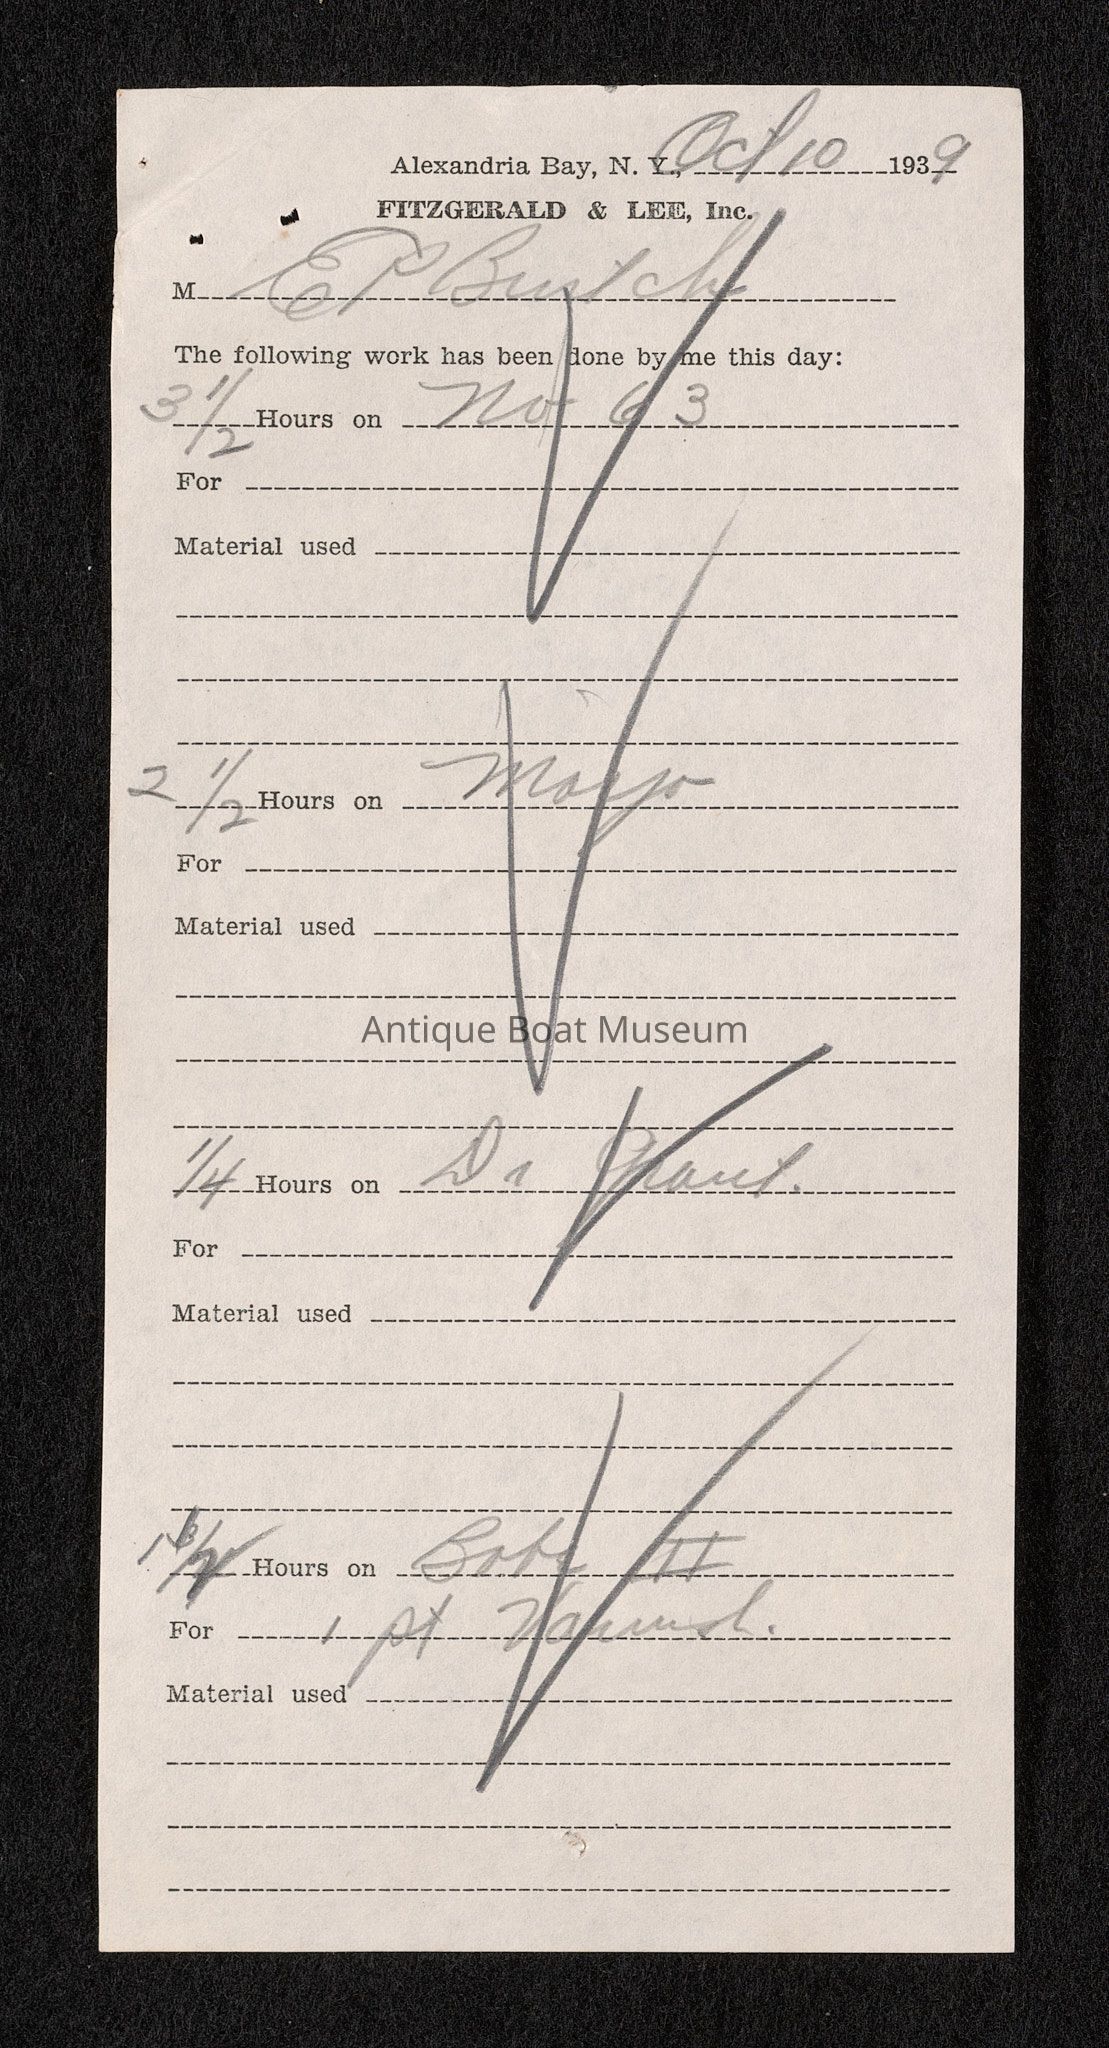 Alexandria Bay, N. Y., Oct 10 1939
FITZGERALD & LEE, Inc.
M E P
The following work has been done by me this day:
3 1/2 Hours on No 63
For
Material used
2 1/2 Hours on
For
Material used
Antique Boat Museum
1/4 Hours on Dr Grant.
For
Material used
Hours on II
For 1 pt Varnish.
Material used